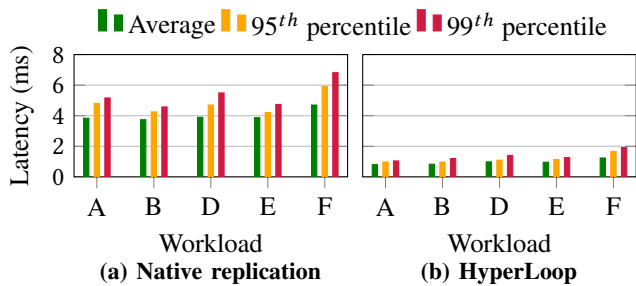 Average 95th percentile 99th percentile
Latency (ms)
8
6
4
2
0
A B D E F
Workload
(a) Native replication
A B D E F
Workload
(b) HyperLoop